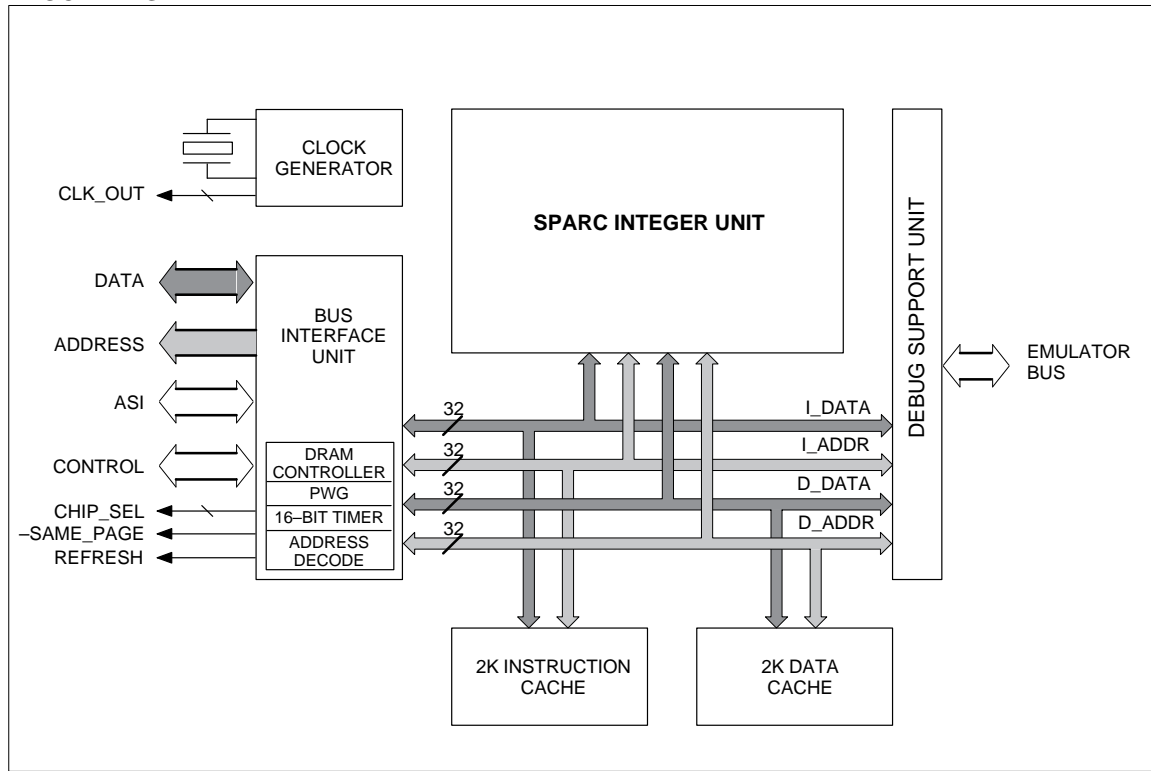 CLOCK
GENERATOR
CLK_OUT
SPARC INTEGER UNIT
DEBUG SUPPORT UNIT
DATA
BUS
INTERFACE
UNIT
ADDRESS
EMULATOR
BUS
ASI
32
I_DATA
CONTROL
DRAM
CONTROLLER
32
I_ADDR
PWG
32
D_DATA
CHIP_SEL
16–BIT TIMER
–SAME_PAGE
ADDRESS
DECODE
32
D_ADDR
REFRESH
2K INSTRUCTION
CACHE
2K DATA
CACHE